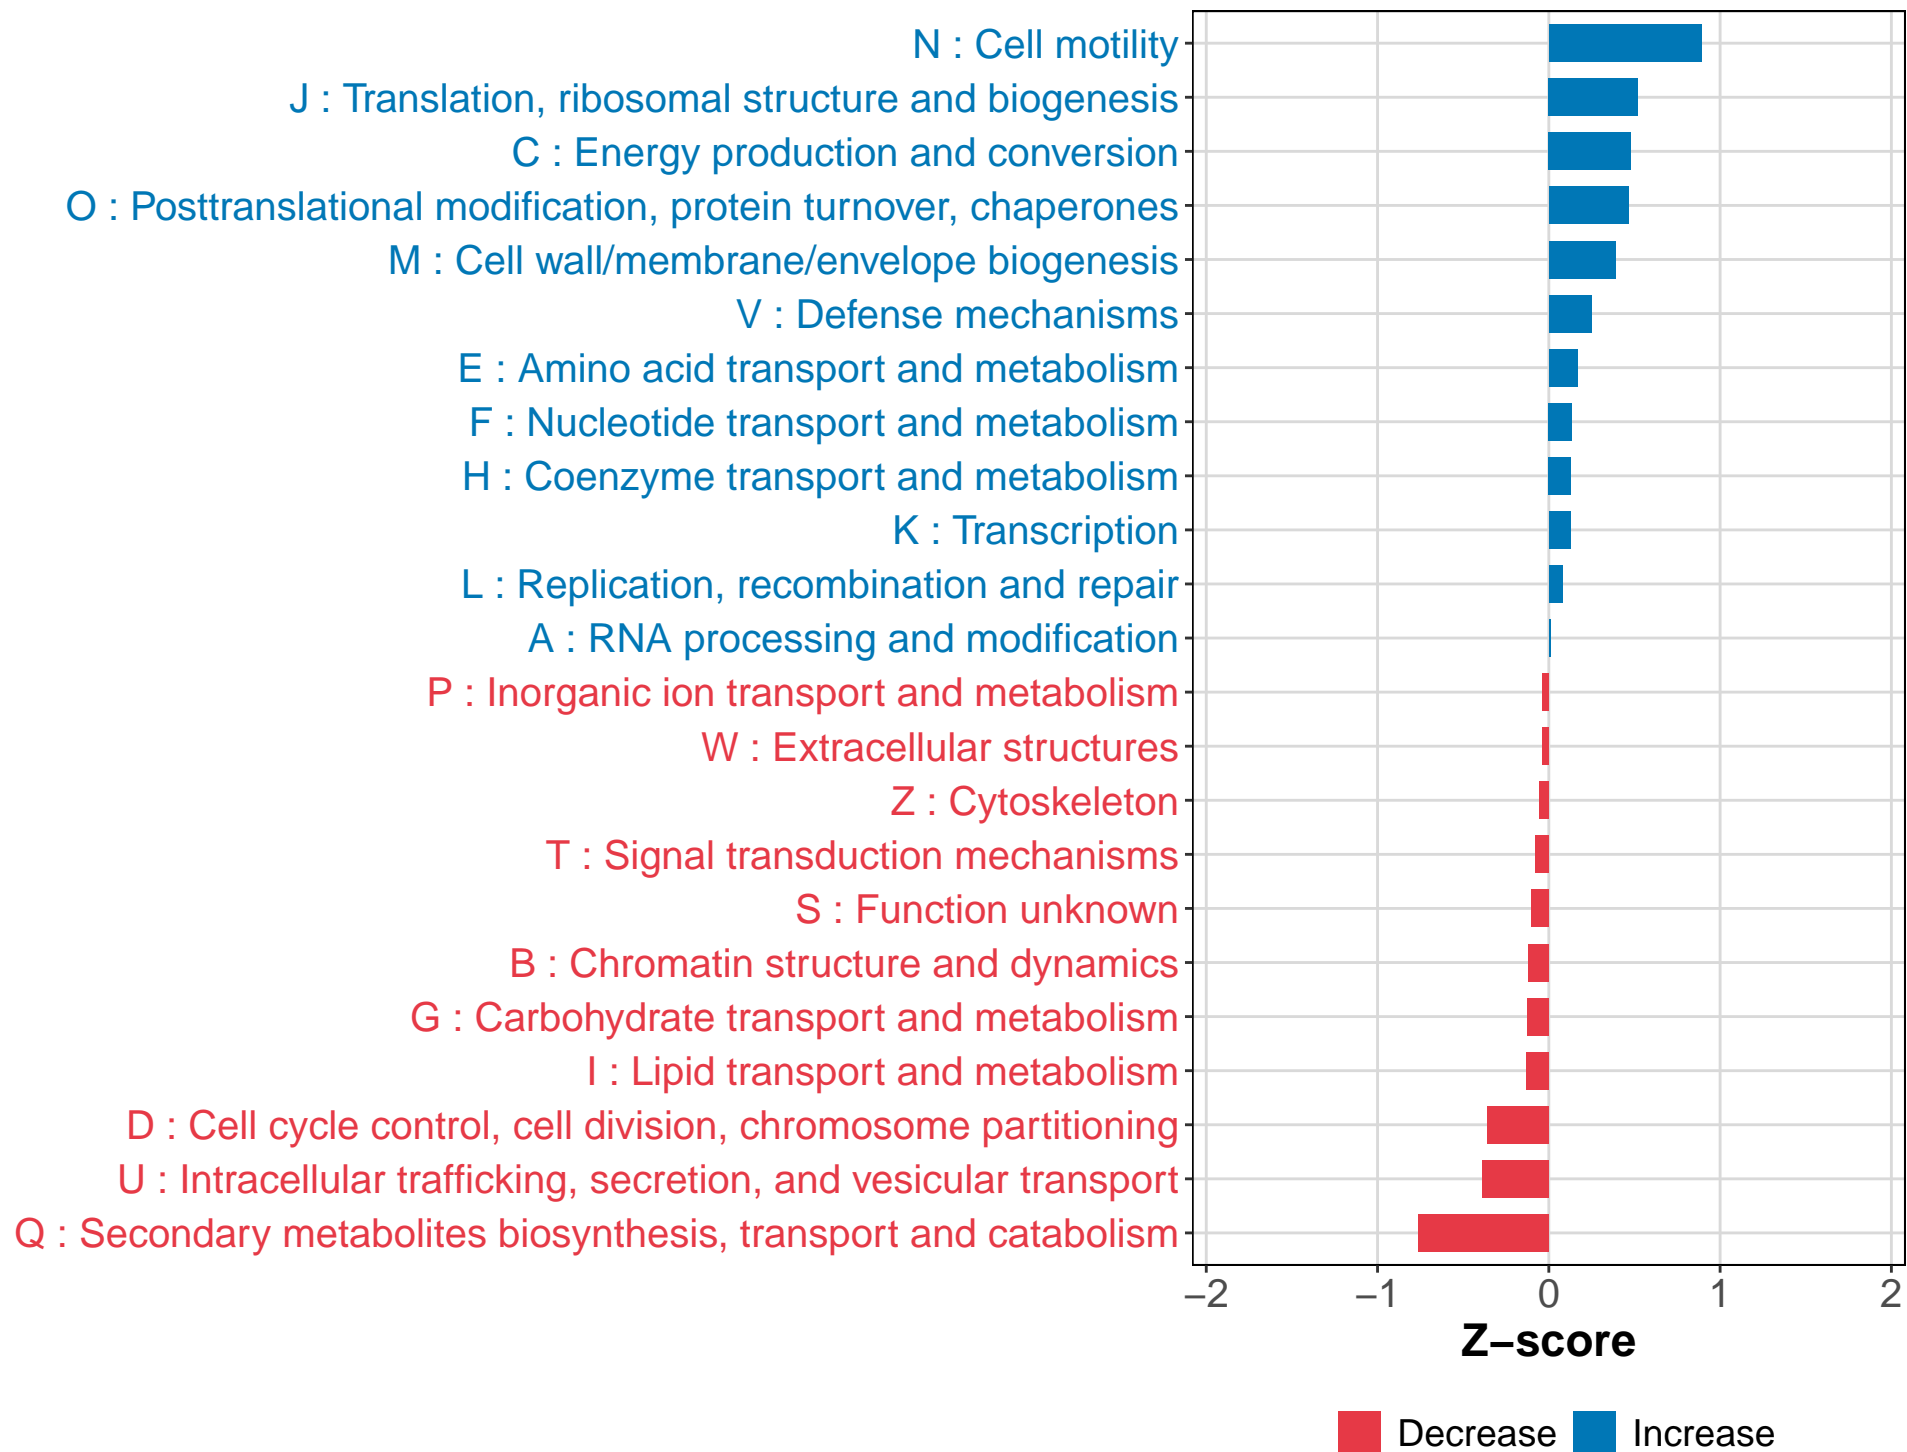 N : Cell motility
J : Translation, ribosomal structure and biogenesis
C : Energy production and conversion
O : Posttranslational modification, protein turnover, chaperones
M : Cell wall/membrane/envelope biogenesis
V : Defense mechanisms
E : Amino acid transport and metabolism
F : Nucleotide transport and metabolism
H : Coenzyme transport and metabolism
K : Transcription
L : Replication, recombination and repair
A : RNA processing and modification
P : Inorganic ion transport and metabolism
W : Extracellular structures
Z : Cytoskeleton
T : Signal transduction mechanisms
S : Function unknown
B : Chromatin structure and dynamics
G : Carbohydrate transport and metabolism
I : Lipid transport and metabolism
D : Cell cycle control, cell division, chromosome partitioning
U : Intracellular trafficking, secretion, and vesicular transport
Q : Secondary metabolites biosynthesis, transport and catabolism
−2 −1 0 1 2
Z−score
Decrease Increase